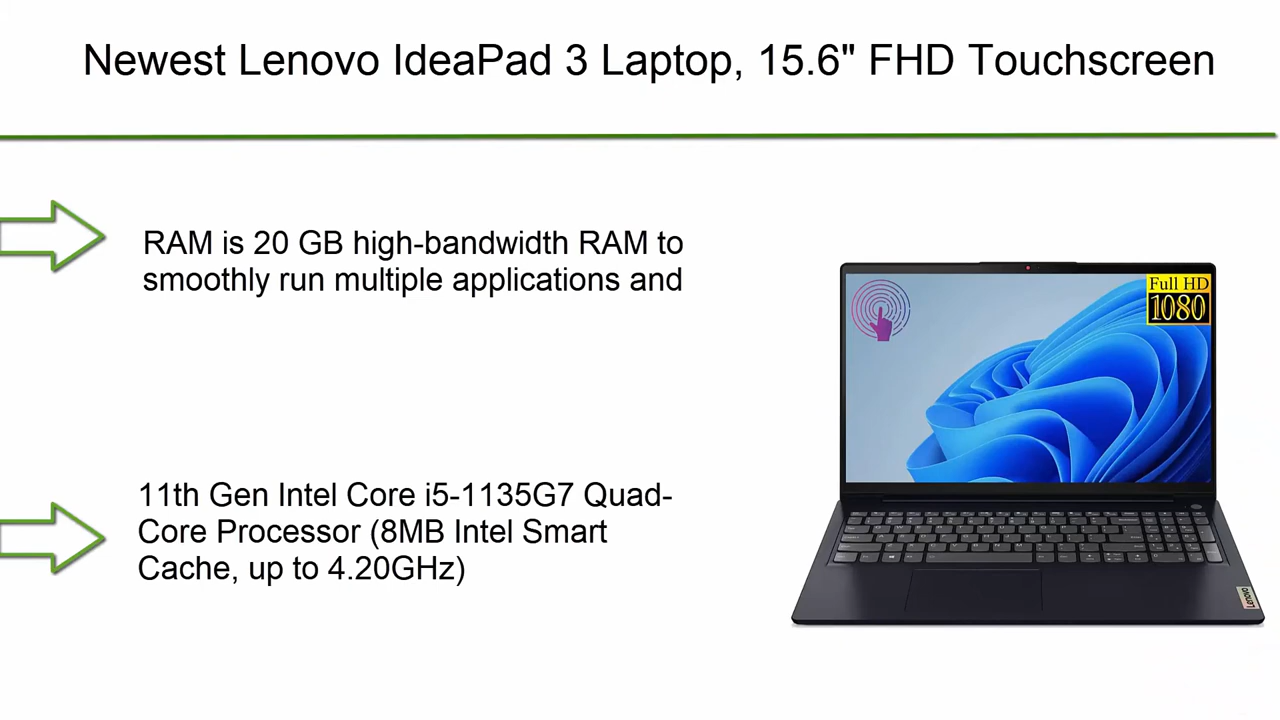 Newest Lenovo IdeaPad 3 Laptop, 15.6" FHD Touchscreen
RAM is 20 GB high-bandwidth RAM to
smoothly run multiple applications and
Full HD
1080
11th Gen Intel Core i5-1135G7 Quad-
Core Processor (8MB Intel Smart
Cache, up to 4.20GHz)
Lenovo